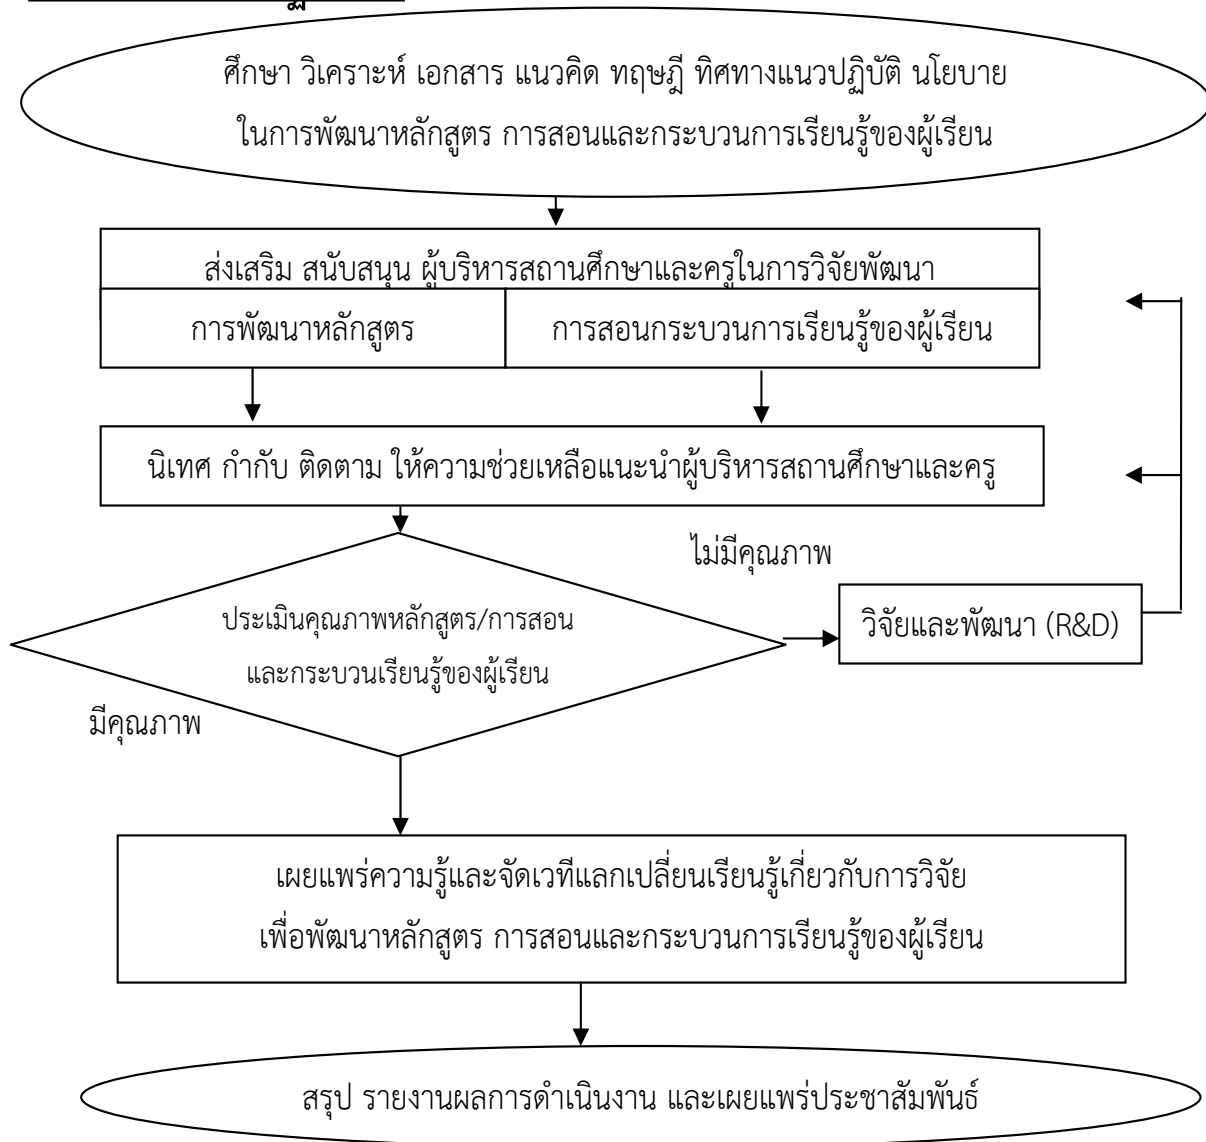 ศึกษา วิเคราะห์ เอกสาร แนวคิด ทฤษฎี ทิศทางแนวปฏิบัติ นโยบาย
ในการพัฒนาหลักสูตร การสอนและกระบวนการเรียนรู้ของผู้เรียน
ส่งเสริม สนับสนุน ผู้บริหารสถานศึกษาและครูในการวิจัยพัฒนา
การพัฒนาหลักสูตร
การสอนกระบวนการเรียนรู้ของผู้เรียน
นิเทศ กำกับ ติดตาม ให้ความช่วยเหลือแนะนำผู้บริหารสถานศึกษาและครู
ไม่มีคุณภาพ
ประเมินคุณภาพหลักสูตร/การสอน
และกระบวนเรียนรู้ของผู้เรียน
วิจัยและพัฒนา (R&D)
มีคุณภาพ
เผยแพร่ความรู้และจัดเวทีแลกเปลี่ยนเรียนรู้เกี่ยวกับการวิจัย
เพื่อพัฒนาหลักสูตร การสอนและกระบวนการเรียนรู้ของผู้เรียน
สรุป รายงานผลการดำเนินงาน และเผยแพร่ประชาสัมพันธ์